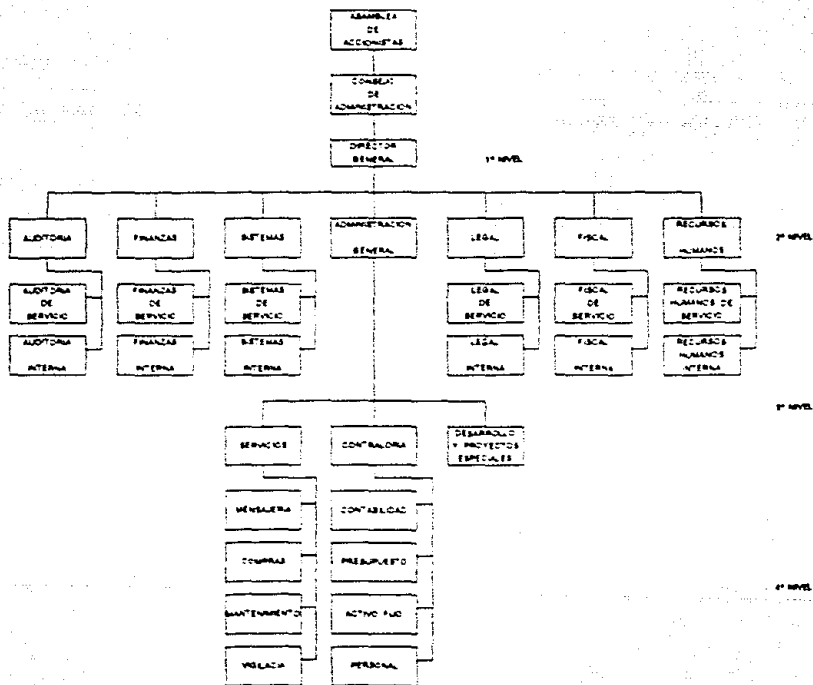 ASAMBLEA
DE
ACCIONISTAS
CONSEJO
DE
ADMINISTRACION
DIRECTOR
GENERAL
1º NIVEL
AUDITORIA
FINANZAS
SISTEMAS
ADMINISTRACION
GENERAL
LEGAL
FISCAL
RECURSOS
HUMANOS
2º NIVEL
AUDITORIA
DE
SERVICIO
FINANZAS
DE
SERVICIO
SISTEMAS
DE
SERVICIO
LEGAL
DE
SERVICIO
FISCAL
DE
SERVICIO
RECURSOS
HUMANOS DE
SERVICIO
AUDITORIA
INTERNA
FINANZAS
INTERNA
SISTEMAS
INTERNA
LEGAL
INTERNA
FISCAL
INTERNA
RECURSOS
HUMANOS
INTERNA
3º NIVEL
SERVICIOS
CONTRALORIA
DESARROLLO
Y PROYECTOS
ESPECIALES
MENSAJERIA
CONTABILIDAD
COMPRAS
PRESUPUESTO
4º NIVEL
MANTENIMIENTO
ACTIVO FIJO
VIGILACIA
PERSONAL